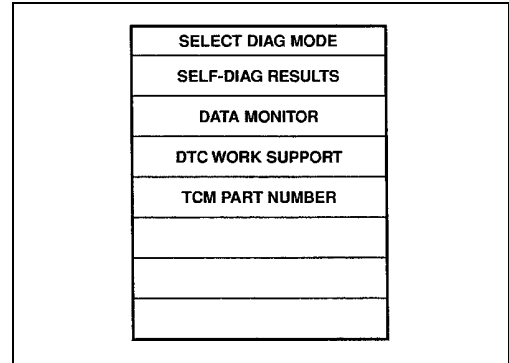 SELECT DIAG MODE
SELF-DIAG RESULTS
DATA MONITOR
DTC WORK SUPPORT
TCM PART NUMBER